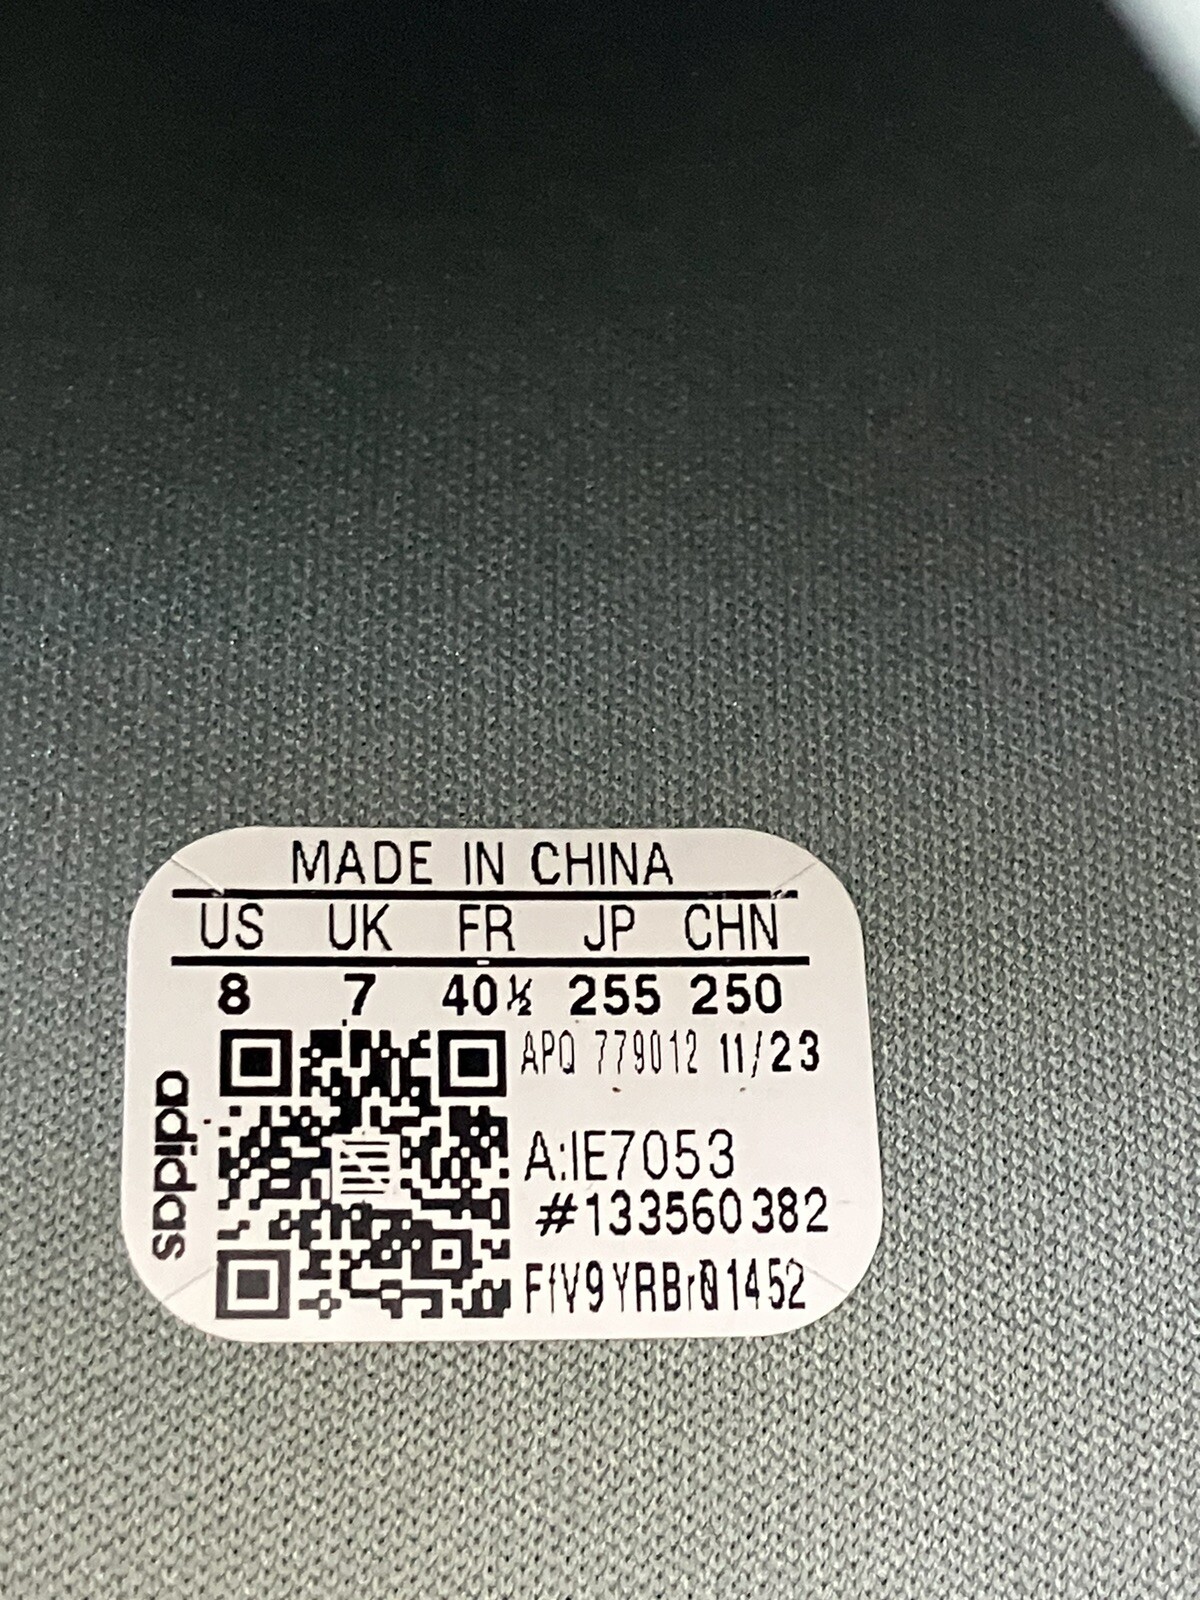 MADE IN CHINA
US UK FR JP CHN
8 7 40½ 255 250
APQ 779012 11/23
A:IE7053
#133560382
adidas